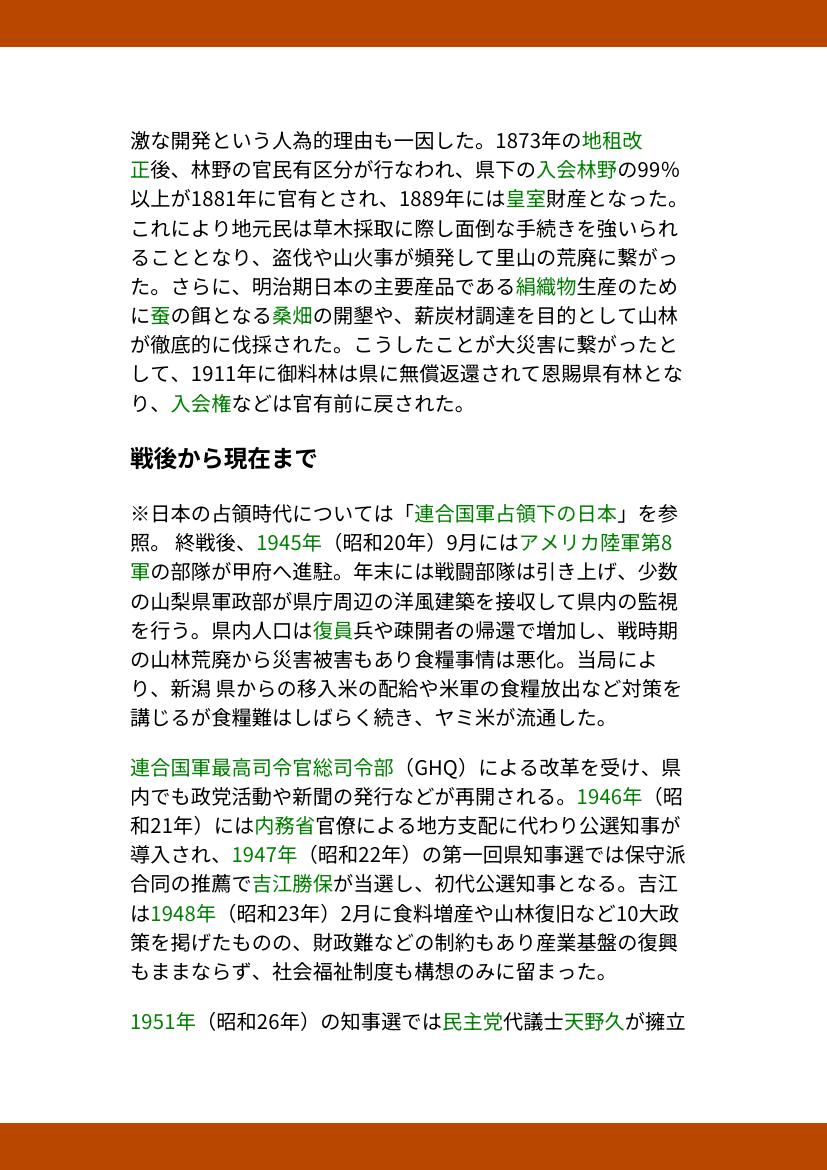 激な開発という人為的理由も一因した。1873年の地租改
正後、林野の官民有区分が行なわれ、県下の入会林野の99%
以上が1881年に官有とされ、1889年には皇室財産となった。
これにより地元民は草木採取に際し面倒な手続きを強いられ
ることとなり、盗伐や山火事が頻発して里山の荒廃に繋がっ
た。さらに、明治期日本の主要産品である絹織物生産のため
に蚕の餌となる桑畑の開墾や、薪炭材調達を目的として山林
が徹底的に伐採された。こうしたことが大災害に繋がったと
して、1911年に御料林は県に無償返還されて恩賜県有林とな
り、入会権などは官有前に戻された。
戦後から現在まで
※日本の占領時代については「連合国軍占領下の日本」を参
照。 終戦後、1945年（昭和20年）9月にはアメリカ陸軍第8
軍の部隊が甲府へ進駐。年末には戦闘部隊は引き上げ、少数
の山梨県軍政部が県庁周辺の洋風建築を接収して県内の監視
を行う。県内人口は復員兵や疎開者の帰還で増加し、戦時期
の山林荒廃から災害被害もあり食糧事情は悪化。当局によ
り、新潟 県からの移入米の配給や米軍の食糧放出など対策を
講じるが食糧難はしばらく続き、ヤミ米が流通した。
連合国軍最高司令官総司令部（GHQ）による改革を受け、県
内でも政党活動や新聞の発行などが再開される。1946年（昭
和21年）には内務省官僚による地方支配に代わり公選知事が
導入され、1947年（昭和22年）の第一回県知事選では保守派
合同の推薦で吉江勝保が当選し、初代公選知事となる。吉江
は1948年（昭和23年）2月に食料増産や山林復旧など10大政
策を掲げたものの、財政難などの制約もあり産業基盤の復興
もままならず、社会福祉制度も構想のみに留まった。
1951年（昭和26年）の知事選では民主党代議士天野久が擁立